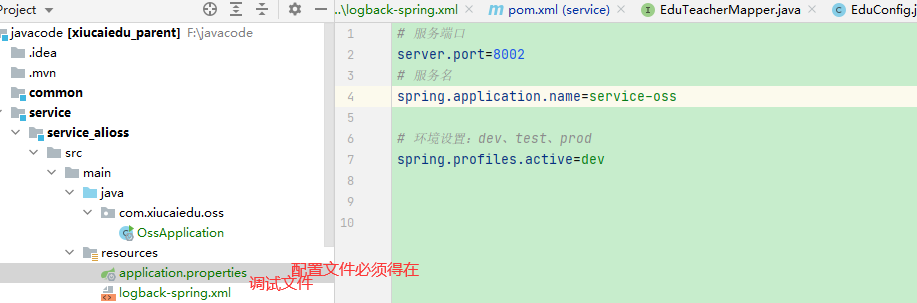 Project
..\logback-spring.xml
pom.xml (service)
EduTeacherMapper.java
EduConfig.j
javacode [xiucaiedu_parent] F:\javacode
.idea
.mvn
common
service
service_alioss
src
main
java
com.xiucaiedu.oss
OssApplication
resources
application.properties
logback-spring.xml
配置文件必须得在
调试文件
1 # 服务端口
2 server.port=8002
3 # 服务名
4 spring.application.name=service-oss
5
6 # 环境设置：dev、test、prod
7 spring.profiles.active=dev
8
9
10